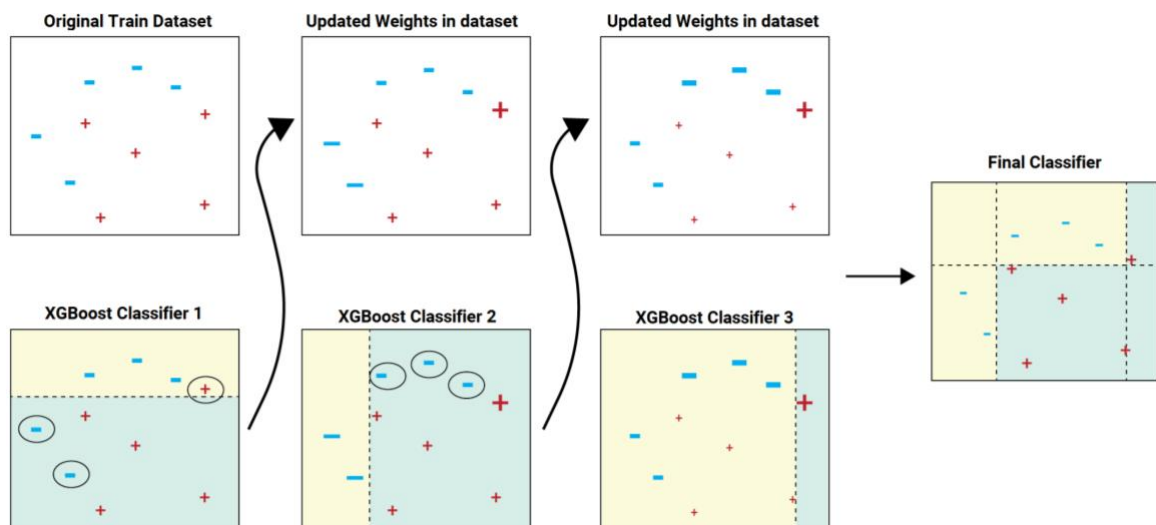 Original Train Dataset
Updated Weights in dataset
Updated Weights in dataset
Final Classifier
XGBoost Classifier 1
XGBoost Classifier 2
XGBoost Classifier 3